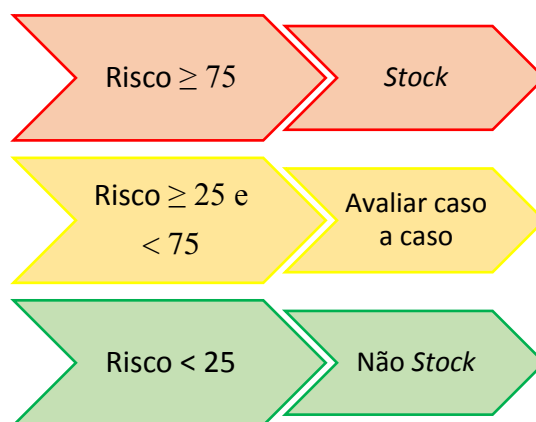 Risco ≥ 75
Stock
Risco ≥ 25 e
< 75
Avaliar caso
a caso
Risco < 25
Não Stock